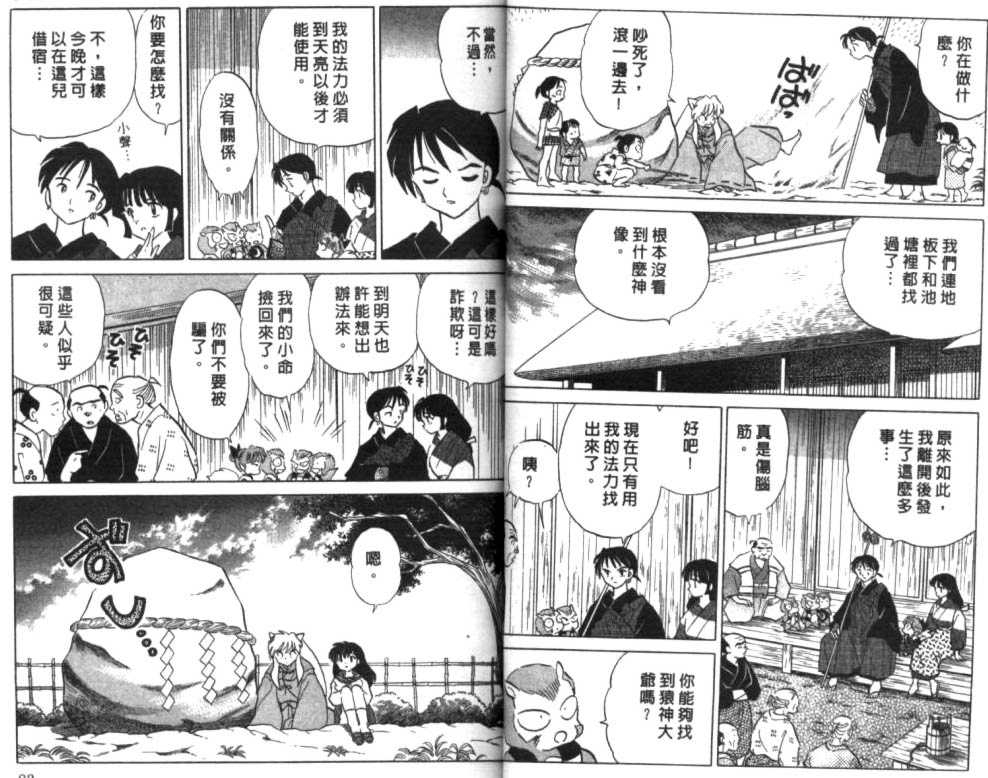 你在做什
麼？
吵死了，
滾一邊去！
ばばっ
我們連地
板下和池
塘裡都找
過了…
根本沒看
到什麼神
像。
原來如此，
我離開後發
生了這麼多
事…
真是傷腦
筋。
好吧！
現在只有用
我的法力找
出來了。
咦？
你能夠找
到猿神大
爺嗎？
當然，
不過…
我的法力必須
到天亮以後才
能使用。
沒有關係。
你要怎麼找？
不，這樣
今晚才可
以在這兒
借宿…
小聲…
這樣好嗎
？這可是
詐欺呀…
ひそ
ひそ
到明天也
許能想出
辦法來。
我們的小命
撿回來了。
你們不要被
騙了。
ひそ
ひそ
這些人似乎
很可疑。
嗯。
ずし…